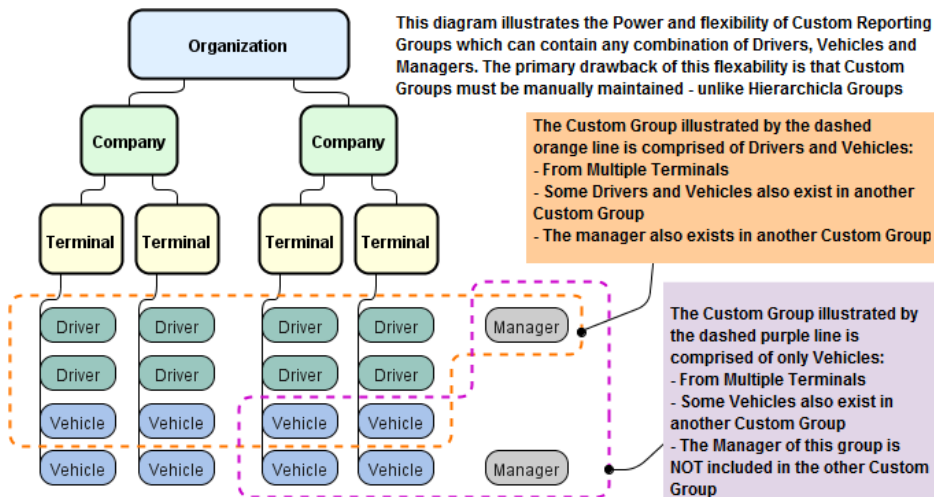 This diagram illustrates the Power and flexibility of Custom Reporting
Groups which can contain any combination of Drivers, Vehicles and
Managers. The primary drawback of this flexability is that Custom
Groups must be manually maintained - unlike Hierarchicla Groups
Organization
Company
Company
Terminal
Terminal
Terminal
Terminal
The Custom Group illustrated by the dashed
orange line is comprised of Drivers and Vehicles:
- From Multiple Terminals
- Some Drivers and Vehicles also exist in another
Custom Group
- The manager also exists in another Custom Group
Driver
Driver
Driver
Driver
Manager
Driver
Driver
Driver
Driver
Vehicle
Vehicle
Vehicle
Vehicle
Vehicle
Vehicle
Vehicle
Vehicle
Manager
The Custom Group illustrated by
the dashed purple line is
comprised of only Vehicles:
- From Multiple Terminals
- Some Vehicles also exist in
another Custom Group
- The Manager of this group is
NOT included in the other Custom
Group